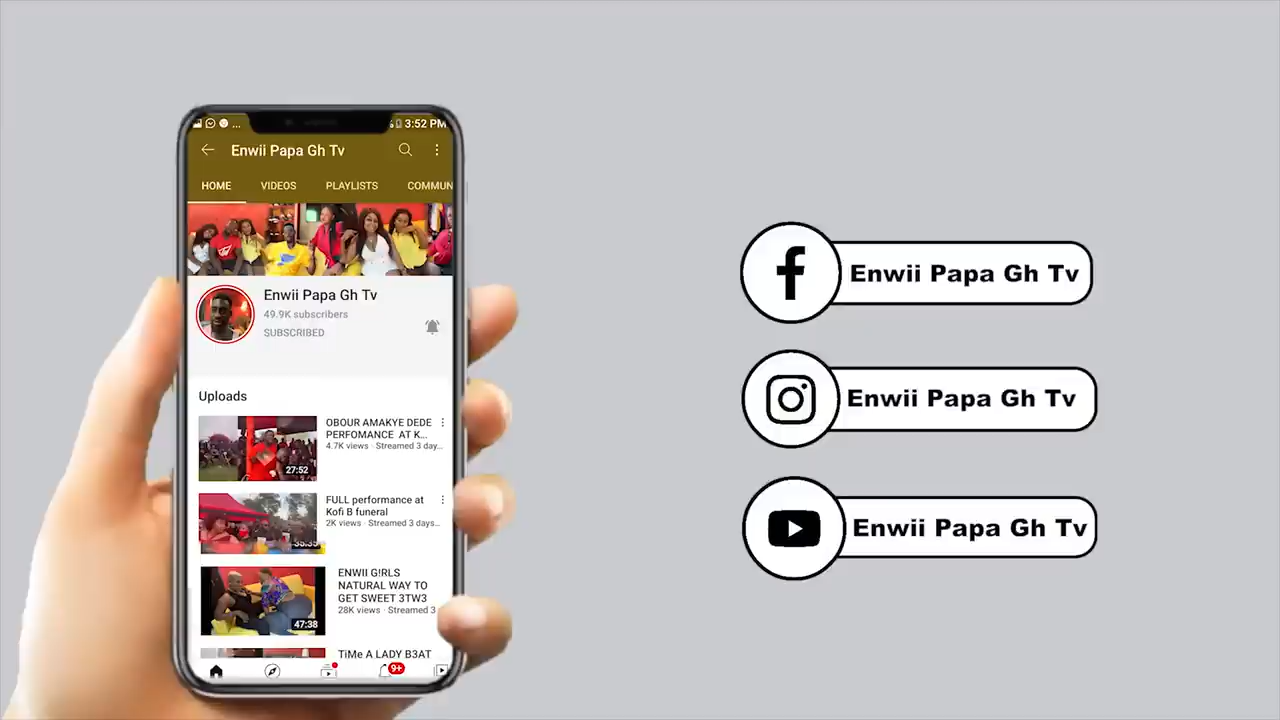 ... 3:52 PM
Enwii Papa Gh Tv
HOME VIDEOS PLAYLISTS COMMUN
Enwii Papa Gh Tv
49.9K subscribers
SUBSCRIBED
Uploads
OBOUR AMAKYE DEDE
PERFOMANCE AT K...
4.7K views · Streamed 3 day...
27:52
FULL performance at
Kofi B funeral
2K views · Streamed 3 days...
35:35
ENWII G!RLS
NATURAL WAY TO
GET SWEET 3TW3
28K views · Streamed 3
47:38
TiMe A LADY B3AT
9+
Enwii Papa Gh Tv
Enwii Papa Gh Tv
Enwii Papa Gh Tv